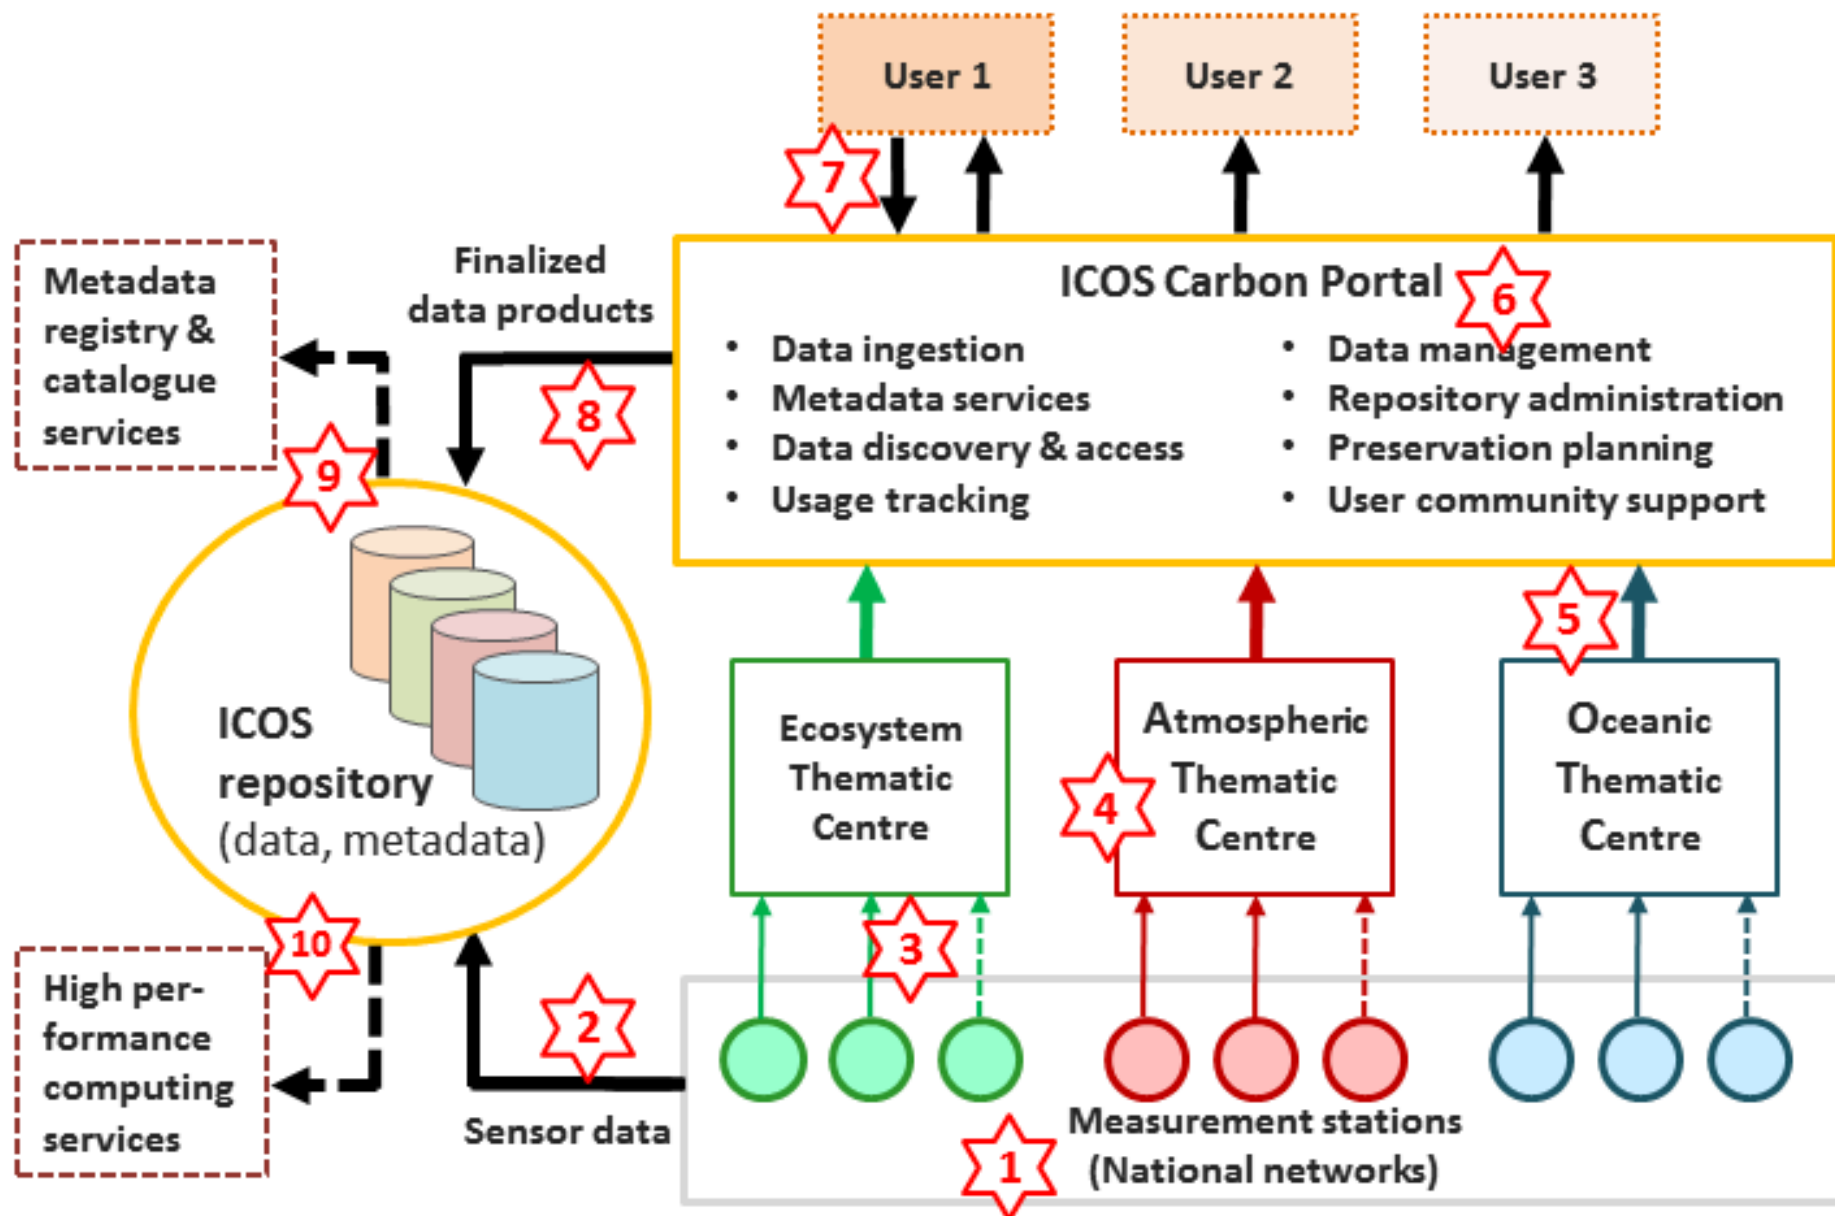 User 1
User 2
User 3
7
Metadata
registry &
catalogue
services
Finalized
data products
8
9
ICOS Carbon Portal
6
• Data ingestion
• Metadata services
• Data discovery & access
• Usage tracking
• Data management
• Repository administration
• Preservation planning
• User community support
5
ICOS
repository
(data, metadata)
Ecosystem
Thematic
Centre
4
Atmospheric
Thematic
Centre
Oceanic
Thematic
Centre
10
3
High per-
formance
computing
services
2
Sensor data
1
Measurement stations
(National networks)